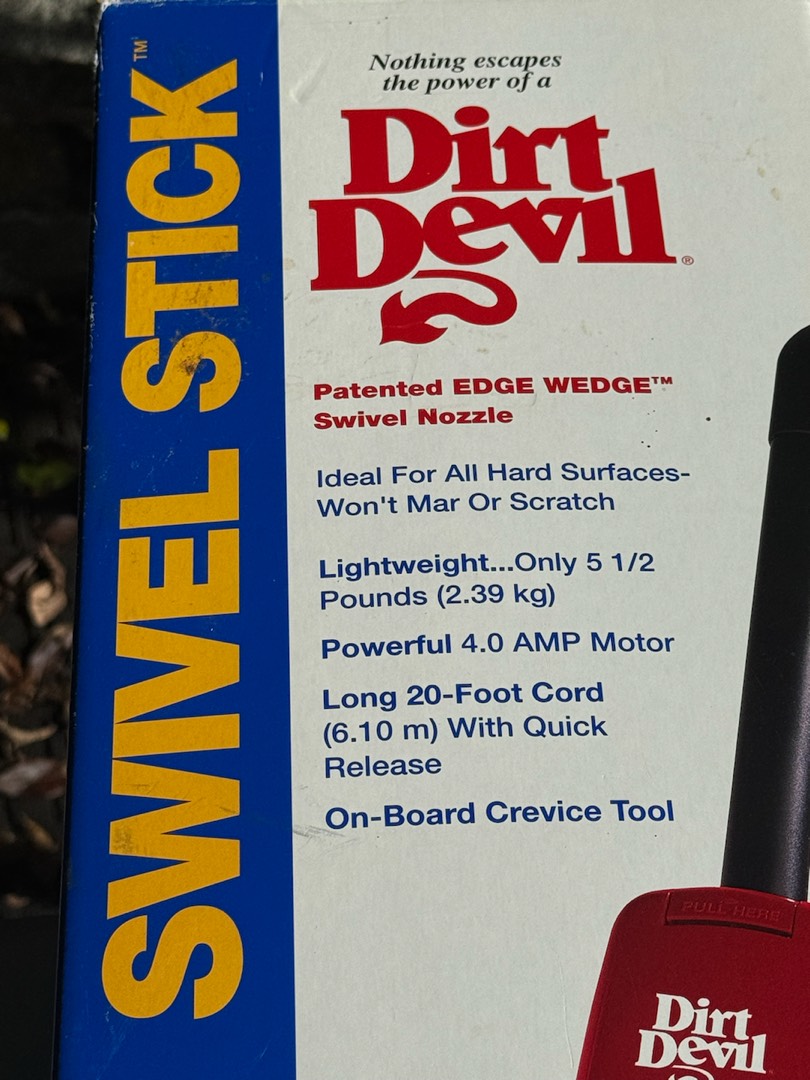 SWIVEL STICK™
Nothing escapes
the power of a
Dirt
Devil®
Patented EDGE WEDGE™
Swivel Nozzle
Ideal For All Hard Surfaces-
Won't Mar Or Scratch
Lightweight...Only 5 1/2
Pounds (2.39 kg)
Powerful 4.0 AMP Motor
Long 20-Foot Cord
(6.10 m) With Quick
Release
On-Board Crevice Tool
PULL HERE
Dirt
Devil